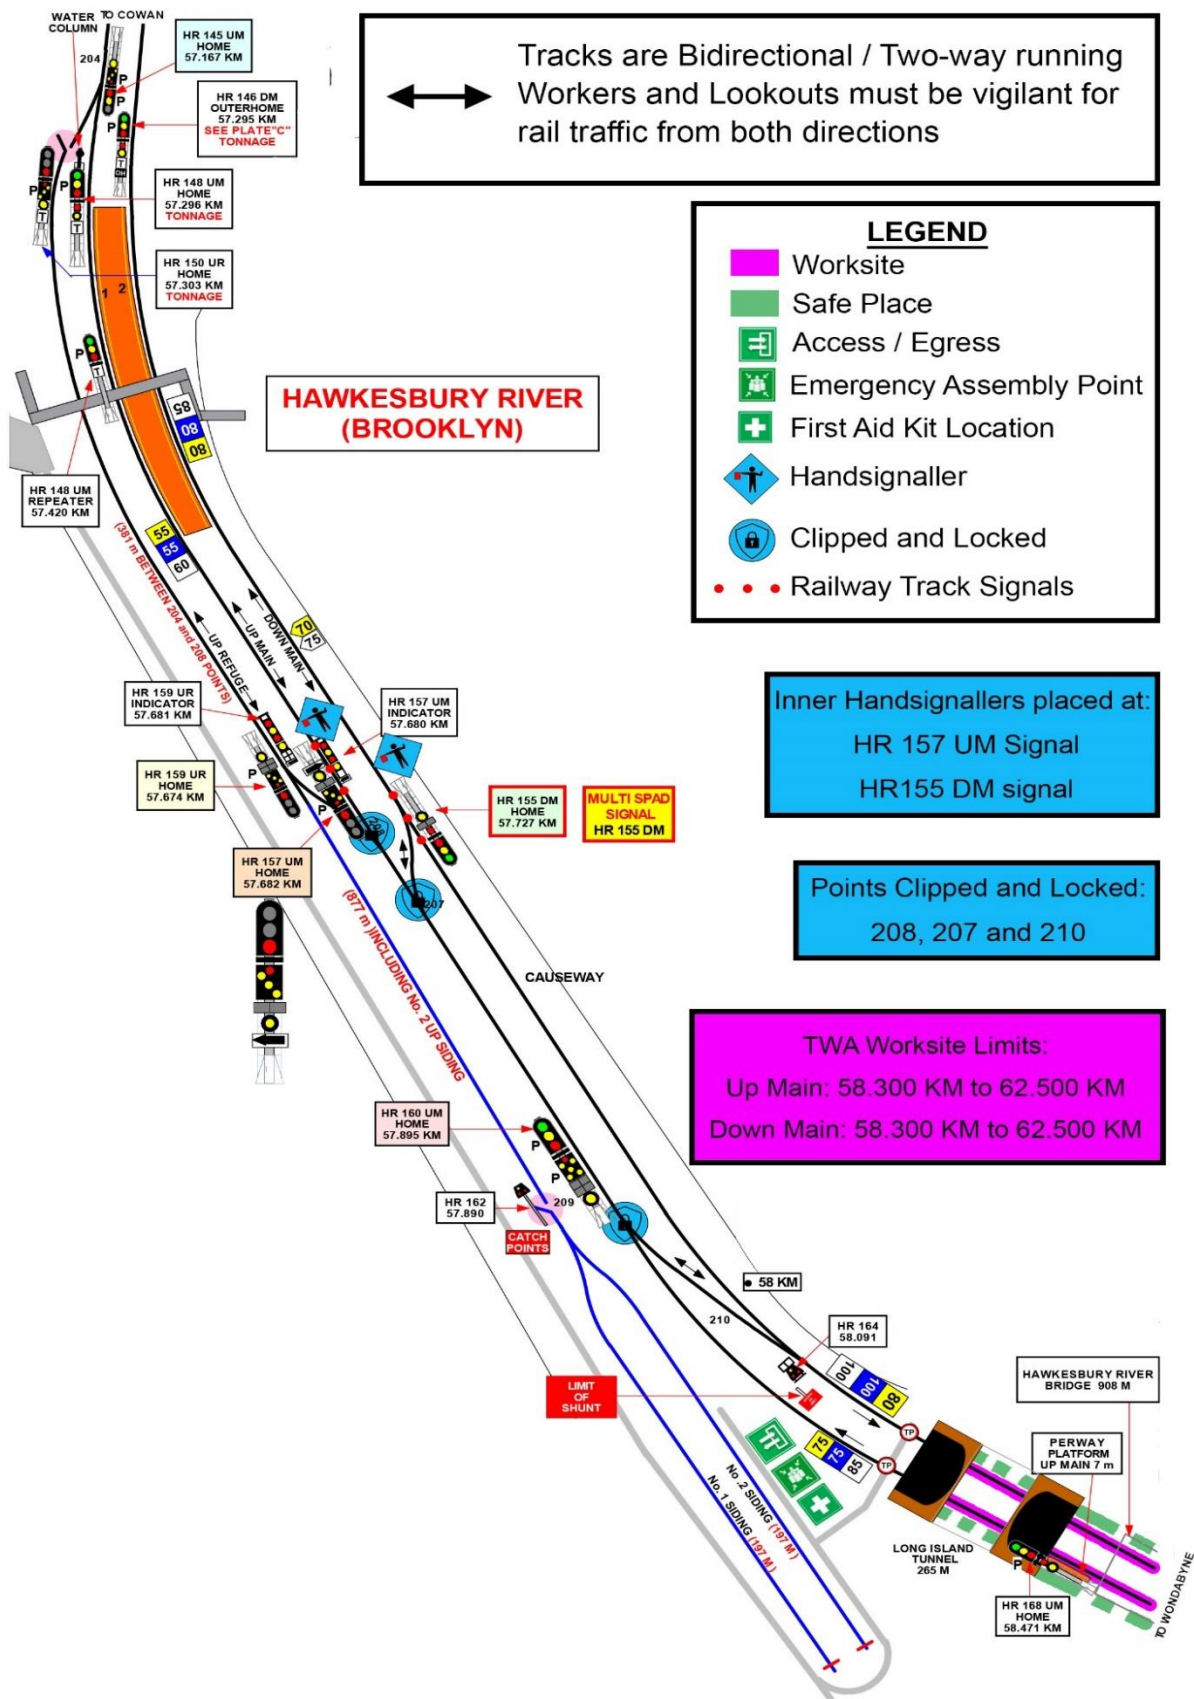 WATER
COLUMN
TO COWAN
204
HR 145 UM
HOME
57.167 KM
P
P
HR 146 DM
OUTERHOME
57.295 KM
SEE PLATE"C"
TONNAGE
P
T
DH
P
P
T
T
HR 148 UM
HOME
57.296 KM
TONNAGE
HR 150 UR
HOME
57.303 KM
TONNAGE
Tracks are Bidirectional / Two-way running
Workers and Lookouts must be vigilant for
rail traffic from both directions
LEGEND
Worksite
Safe Place
Access / Egress
Emergency Assembly Point
First Aid Kit Location
Handsignaller
Clipped and Locked
Railway Track Signals
1 2
P
T
85
80
80
HAWKESBURY RIVER
(BROOKLYN)
HR 148 UM
REPEATER
57.420 KM
55
55
60
(381 m BETWEEN 204 and 208 POINTS)
UP REFUGE
UP MAIN
DOWN MAIN
70
75
HR 159 UR
INDICATOR
57.681 KM
HR 157 UM
INDICATOR
57.680 KM
HR 159 UR
HOME
57.674 KM
P
P
HR 155 DM
HOME
57.727 KM
MULTI SPAD
SIGNAL
HR 155 DM
208
HR 157 UM
HOME
57.682 KM
207
Inner Handsignallers placed at:
HR 157 UM Signal
HR155 DM signal
Points Clipped and Locked:
208, 207 and 210
(877 m )INCLUDING No. 2 UP SIDING
CAUSEWAY
TWA Worksite Limits:
Up Main: 58.300 KM to 62.500 KM
Down Main: 58.300 KM to 62.500 KM
HR 160 UM
HOME
57.895 KM
P
P
HR 162
57.890
209
CATCH
POINTS
58 KM
210
HR 164
58.091
LIMIT
OF
SHUNT
100
100
80
HAWKESBURY RIVER
BRIDGE 908 M
75
75
85
TP
TP
PERWAY
PLATFORM
UP MAIN 7 m
No .2 SIDING (197 M )
No. 1 SIDING (197 M )
LONG ISLAND
TUNNEL
265 M
P
HR 168 UM
HOME
58.471 KM
TO WONDABYNE